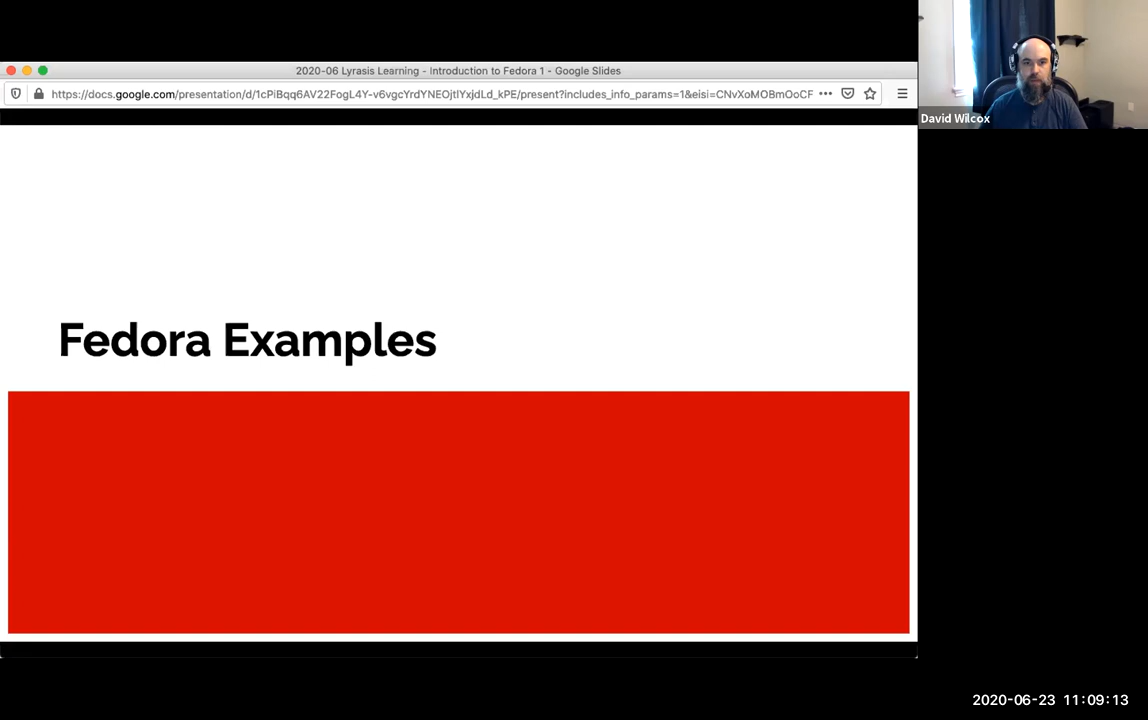 2020-06 Lyrasis Learning - Introduction to Fedora 1 - Google Slides
https://docs.google.com/presentation/d/1cPiBqq6AV22FogL4Y-v6vgcYrdYNEOjtlYxjdLd_kPE/present?includes_info_params=1&eisi=CNvXoMOBmOoCF
David Wilcox
Fedora Examples
2020-06-23 11:09:13